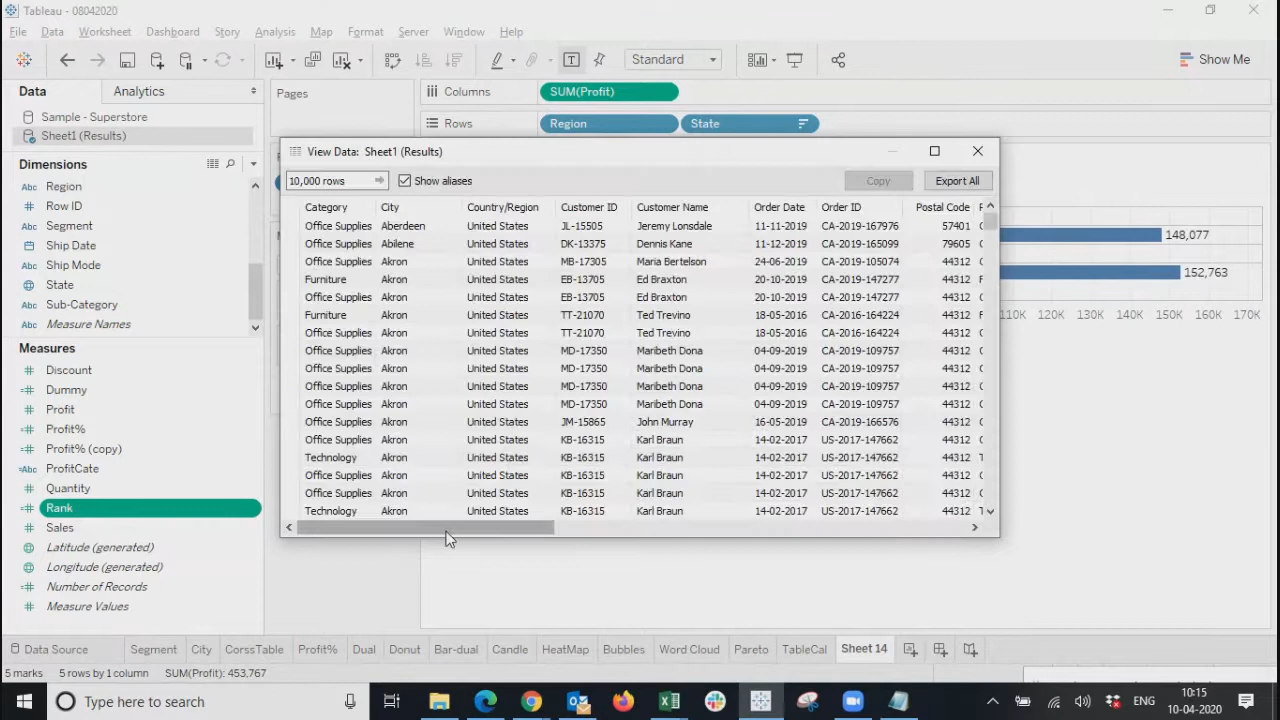 Tableau - 08042020
File Data Worksheet Dashboard Story Analysis Map Format Server Window Help
Standard
Show Me
Data Analytics
Pages
Columns SUM(Profit)
Sample - Superstore
Sheet1 (Results)
Rows Region State
Dimensions
Region
Row ID
Segment
Ship Date
Ship Mode
State
Sub-Category
Measure Names
Measures
Discount
Dummy
Profit
Profit%
Profit% (copy)
ProfitCate
Quantity
Rank
Sales
Latitude (generated)
Longitude (generated)
Number of Records
Measure Values
View Data: Sheet1 (Results)
10,000 rows Show aliases Copy Export All
Category City Country/Region Customer ID Customer Name Order Date Order ID Postal Code
Office Supplies Aberdeen United States JL-15505 Jeremy Lonsdale 11-11-2019 CA-2019-167976 57401
Office Supplies Abilene United States DK-13375 Dennis Kane 11-12-2019 CA-2019-165099 79605
Office Supplies Akron United States MB-17305 Maria Bertelson 24-06-2019 CA-2019-105074 44312
Furniture Akron United States EB-13705 Ed Braxton 20-10-2019 CA-2019-147277 44312
Office Supplies Akron United States EB-13705 Ed Braxton 20-10-2019 CA-2019-147277 44312
Furniture Akron United States TT-21070 Ted Trevino 18-05-2016 CA-2016-164224 44312
Office Supplies Akron United States TT-21070 Ted Trevino 18-05-2016 CA-2016-164224 44312
Office Supplies Akron United States MD-17350 Maribeth Dona 04-09-2019 CA-2019-109757 44312
Office Supplies Akron United States MD-17350 Maribeth Dona 04-09-2019 CA-2019-109757 44312
Office Supplies Akron United States MD-17350 Maribeth Dona 04-09-2019 CA-2019-109757 44312
Office Supplies Akron United States MD-17350 Maribeth Dona 04-09-2019 CA-2019-109757 44312
Office Supplies Akron United States JM-15865 John Murray 16-05-2019 CA-2019-166576 44312
Office Supplies Akron United States KB-16315 Karl Braun 14-02-2017 US-2017-147662 44312
Technology Akron United States KB-16315 Karl Braun 14-02-2017 US-2017-147662 44312
Office Supplies Akron United States KB-16315 Karl Braun 14-02-2017 US-2017-147662 44312
Office Supplies Akron United States KB-16315 Karl Braun 14-02-2017 US-2017-147662 44312
Technology Akron United States KB-16315 Karl Braun 14-02-2017 US-2017-147662 44312
148,077
152,763
110K 120K 130K 140K 150K 160K 170K
Data Source Segment City CorssTable Profit% Dual Donut Bar-dual Candle HeatMap Bubbles Word Cloud Pareto TableCal Sheet 14
5 marks 5 rows by 1 column SUM(Profit): 453,767
Type here to search
ENG
10:15
10-04-2020